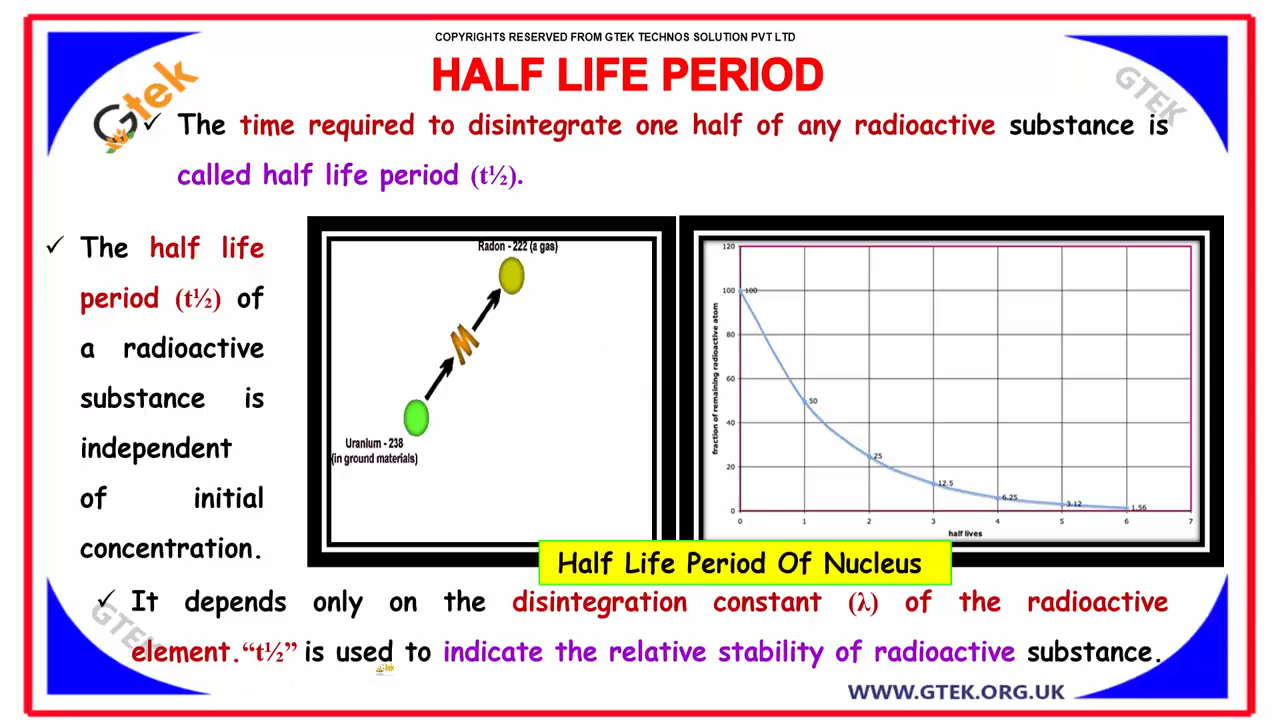 COPYRIGHTS RESERVED FROM GTEK TECHNOS SOLUTION PVT LTD
HALF LIFE PERIOD
Gtek
GTEK
✓ The time required to disintegrate one half of any radioactive substance is
called half life period (t½).
✓ The half life
period (t½) of
a radioactive
substance is
independent
of initial
concentration.
Radon - 222 (a gas)
Uranium - 238
(in ground materials)
fraction of remaining radioactive atom
120
100
80
60
40
20
0
100
50
25
12.5
6.25
3.12
1.56
0 1 2 3 4 5 6 7
half lives
Half Life Period Of Nucleus
✓ It depends only on the disintegration constant (λ) of the radioactive
element.“t½” is used to indicate the relative stability of radioactive substance.
GTEK
WWW.GTEK.ORG.UK